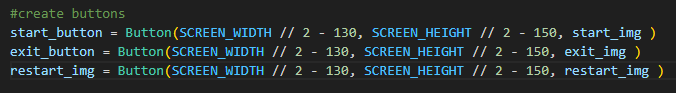 #create buttons
start_button = Button(SCREEN_WIDTH // 2 - 130, SCREEN_HEIGHT // 2 - 150, start_img )
exit_button = Button(SCREEN_WIDTH // 2 - 130, SCREEN_HEIGHT // 2 - 150, exit_img )
restart_img = Button(SCREEN_WIDTH // 2 - 130, SCREEN_HEIGHT // 2 - 150, restart_img )